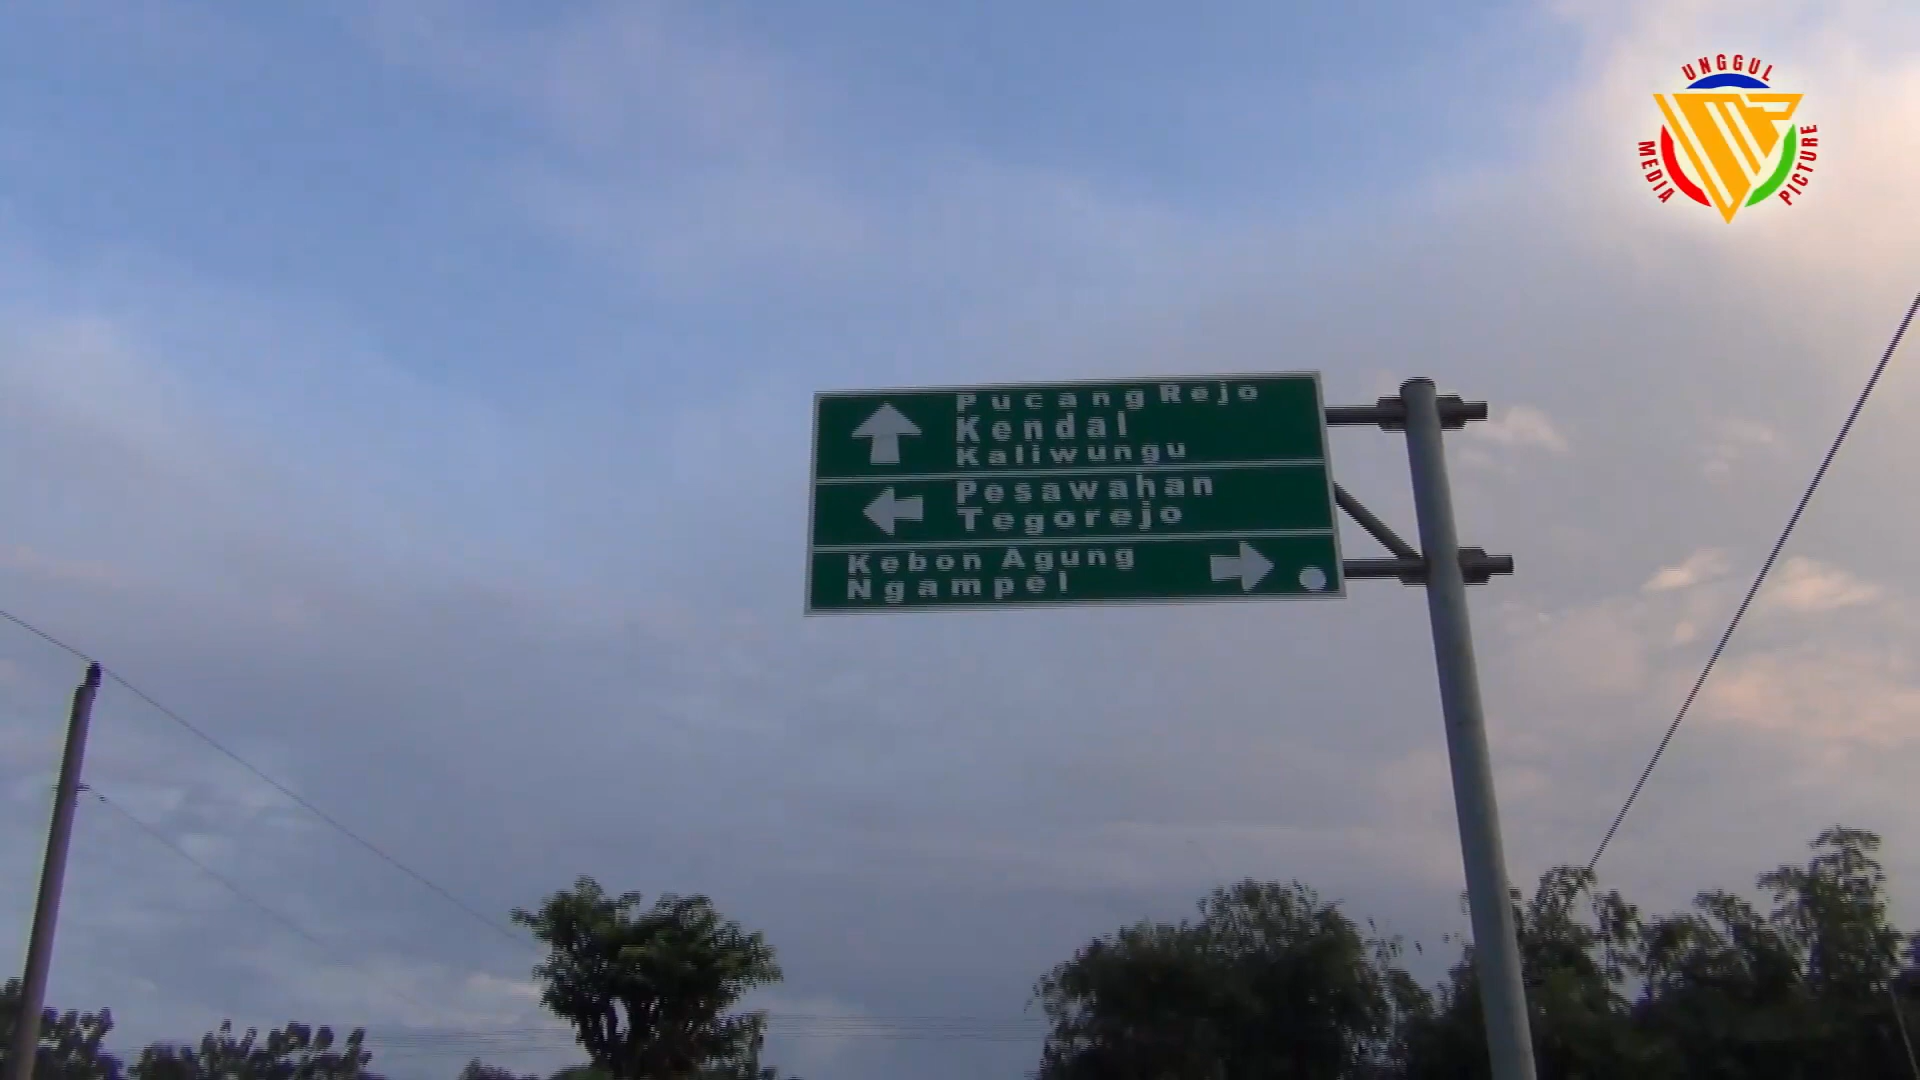 UNGGUL
MEDIA
PICTURE
Pucang Rejo
Kendal
Kaliwungu
Pesawahan
Tegorejo
Kebon Agung
Ngampel